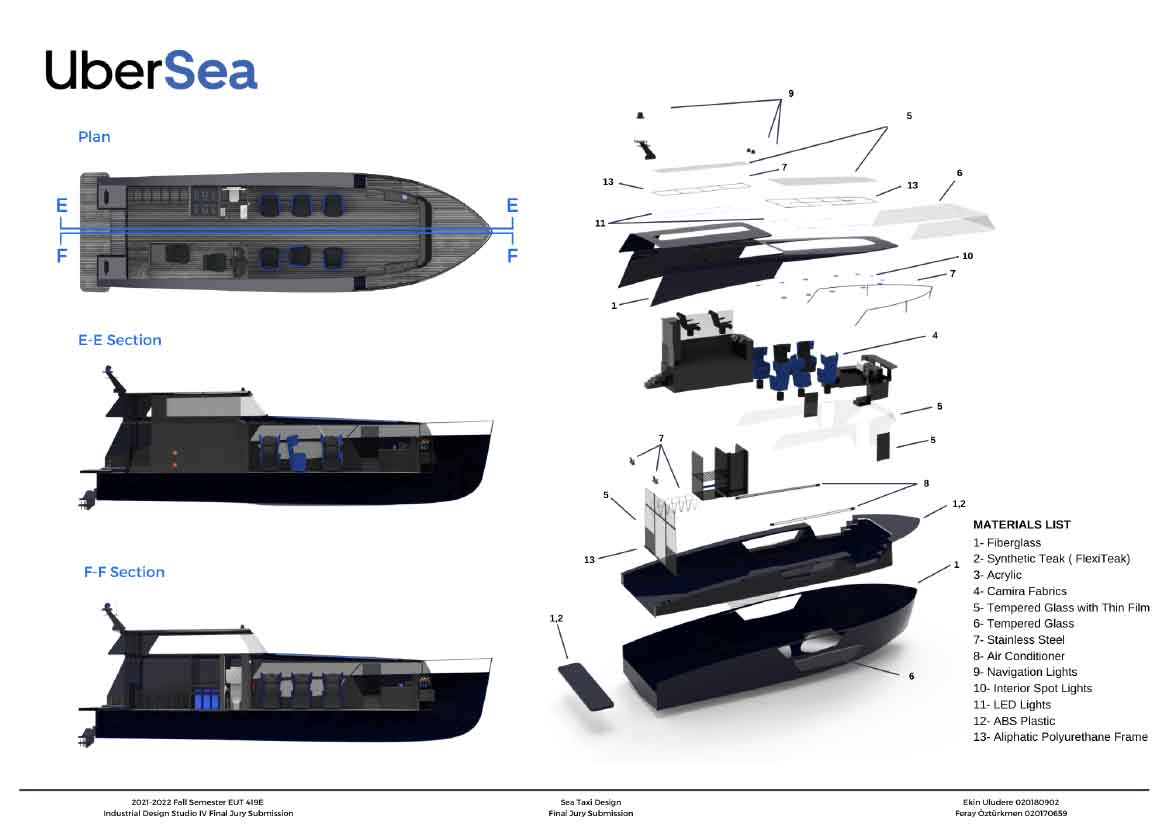 UberSea
Plan
E E
F F
E-E Section
F-F Section
9
5
7
6
13
13
11
10
7
1
4
5
7
5
8
5
1,2
13
1
1,2
6
MATERIALS LIST
1- Fiberglass
2- Synthetic Teak ( FlexiTeak)
3- Acrylic
4- Camira Fabrics
5- Tempered Glass with Thin Film
6- Tempered Glass
7- Stainless Steel
8- Air Conditioner
9- Navigation Lights
10- Interior Spot Lights
11- LED Lights
12- ABS Plastic
13- Aliphatic Polyurethane Frame
2021-2022 Fall Semester EUT 419E
Industrial Design Studio IV Final Jury Submission
Sea Taxi Design
Final Jury Submission
Ekin Uludere 020180902
Feray Öztürkmen 020170659